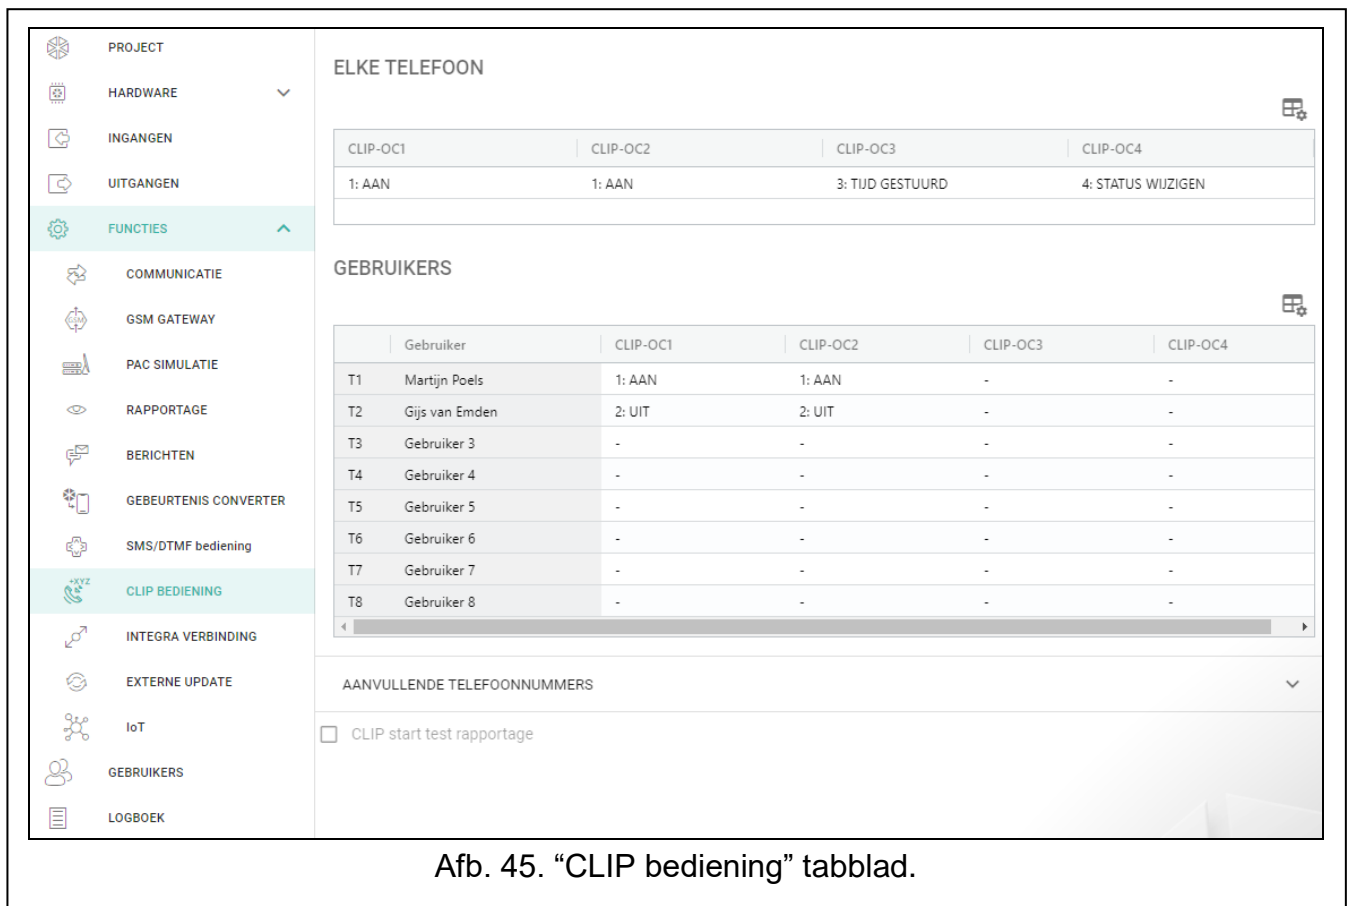 PROJECT
HARDWARE
INGANGEN
UITGANGEN
FUNCTIES
COMMUNICATIE
GSM
GSM GATEWAY
PAC SIMULATIE
RAPPORTAGE
BERICHTEN
GEBEURTENIS CONVERTER
SMS/DTMF bediening
+XYZ
CLIP BEDIENING
INTEGRA VERBINDING
EXTERNE UPDATE
IoT
GEBRUIKERS
LOGBOEK
ELKE TELEFOON
CLIP-OC1 CLIP-OC2 CLIP-OC3 CLIP-OC4
1: AAN 1: AAN 3: TIJD GESTUURD 4: STATUS WIJZIGEN
GEBRUIKERS
Gebruiker CLIP-OC1 CLIP-OC2 CLIP-OC3 CLIP-OC4
T1 Martijn Poels 1: AAN 1: AAN - -
T2 Gijs van Emden 2: UIT 2: UIT - -
T3 Gebruiker 3 - - - -
T4 Gebruiker 4 - - - -
T5 Gebruiker 5 - - - -
T6 Gebruiker 6 - - - -
T7 Gebruiker 7 - - - -
T8 Gebruiker 8 - - - -
AANVULLENDE TELEFOONNUMMERS
CLIP start test rapportage
Afb. 45. “CLIP bediening” tabblad.